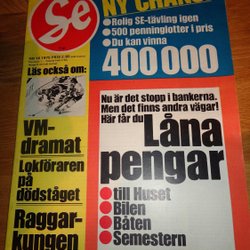 Se
NY CHANS
• Rolig SE-tävling igen
• 500 penninglotter i pris
• Du kan vinna
400 000
Läs också om:
VM-
dramat
Lokföraren
på
dödståget
Raggar-
kungen
Nu är det stopp i bankerna.
Men det finns andra vägar!
Här får du
Låna
pengar
• till Huset
• Bilen
• Båten
• Semestern